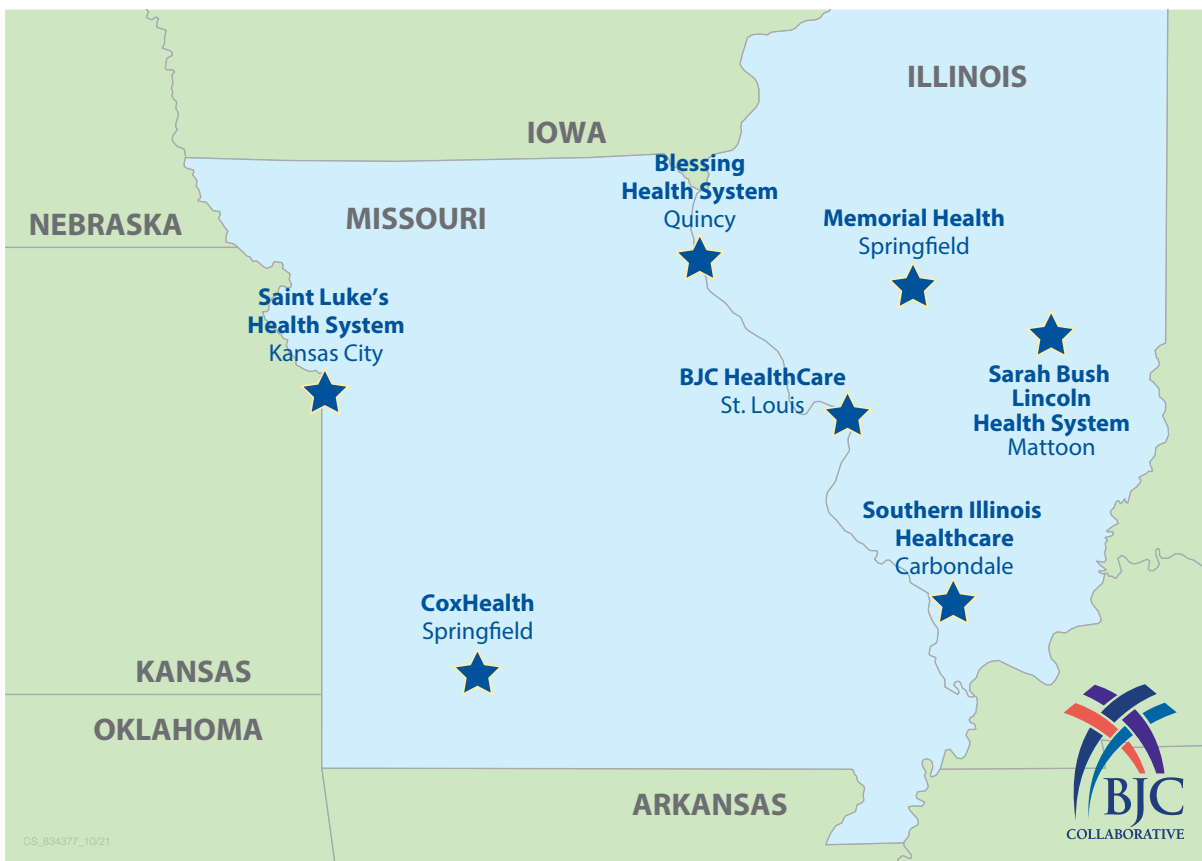 ILLINOIS
IOWA
Blessing
Health System
Quincy
NEBRASKA
MISSOURI
Memorial Health
Springfield
Saint Luke’s
Health System
Kansas City
BJC HealthCare
St. Louis
Sarah Bush
Lincoln
Health System
Mattoon
Southern Illinois
Healthcare
Carbondale
CoxHealth
Springfield
KANSAS
OKLAHOMA
ARKANSAS
BJC
COLLABORATIVE
CS_834377_10/21